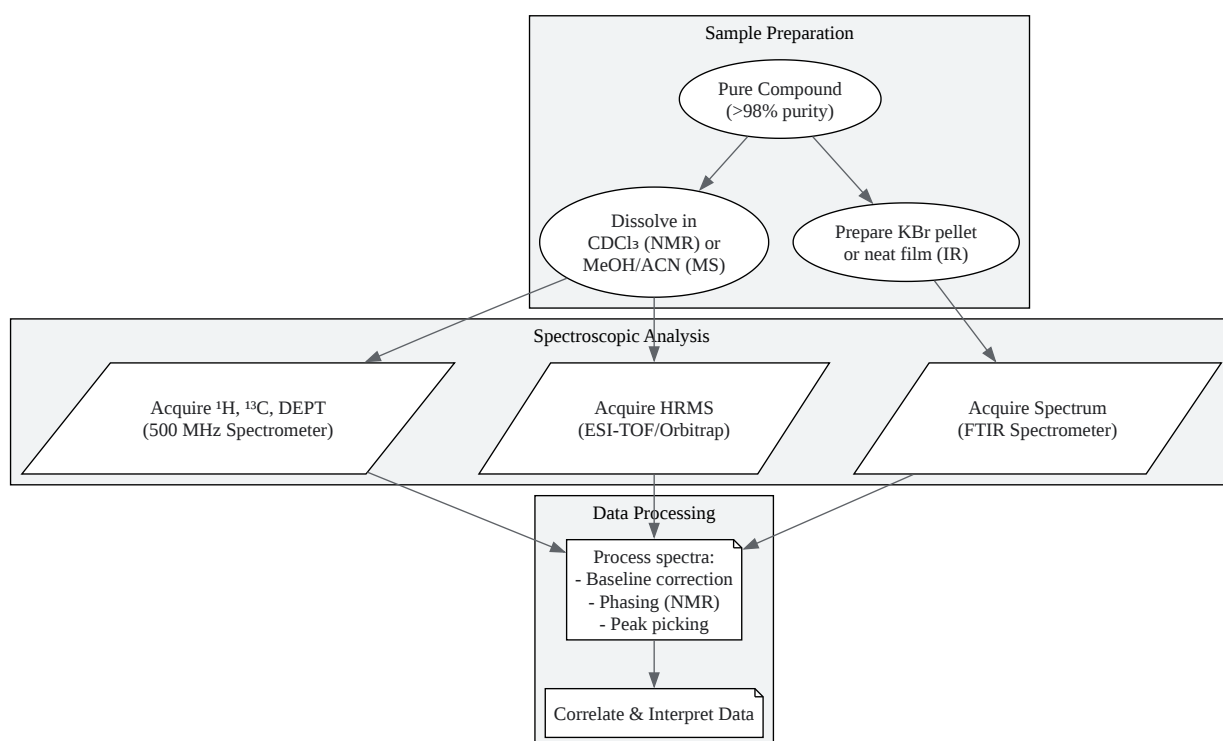 Sample Preparation
Pure Compound
(>98% purity)
Dissolve in
CDCl₃ (NMR) or
MeOH/ACN (MS)
Prepare KBr pellet
or neat film (IR)
Spectroscopic Analysis
Acquire ¹H, ¹³C, DEPT
(500 MHz Spectrometer)
Acquire HRMS
(ESI-TOF/Orbitrap)
Acquire Spectrum
(FTIR Spectrometer)
Data Processing
Process spectra:
- Baseline correction
- Phasing (NMR)
- Peak picking
Correlate & Interpret Data